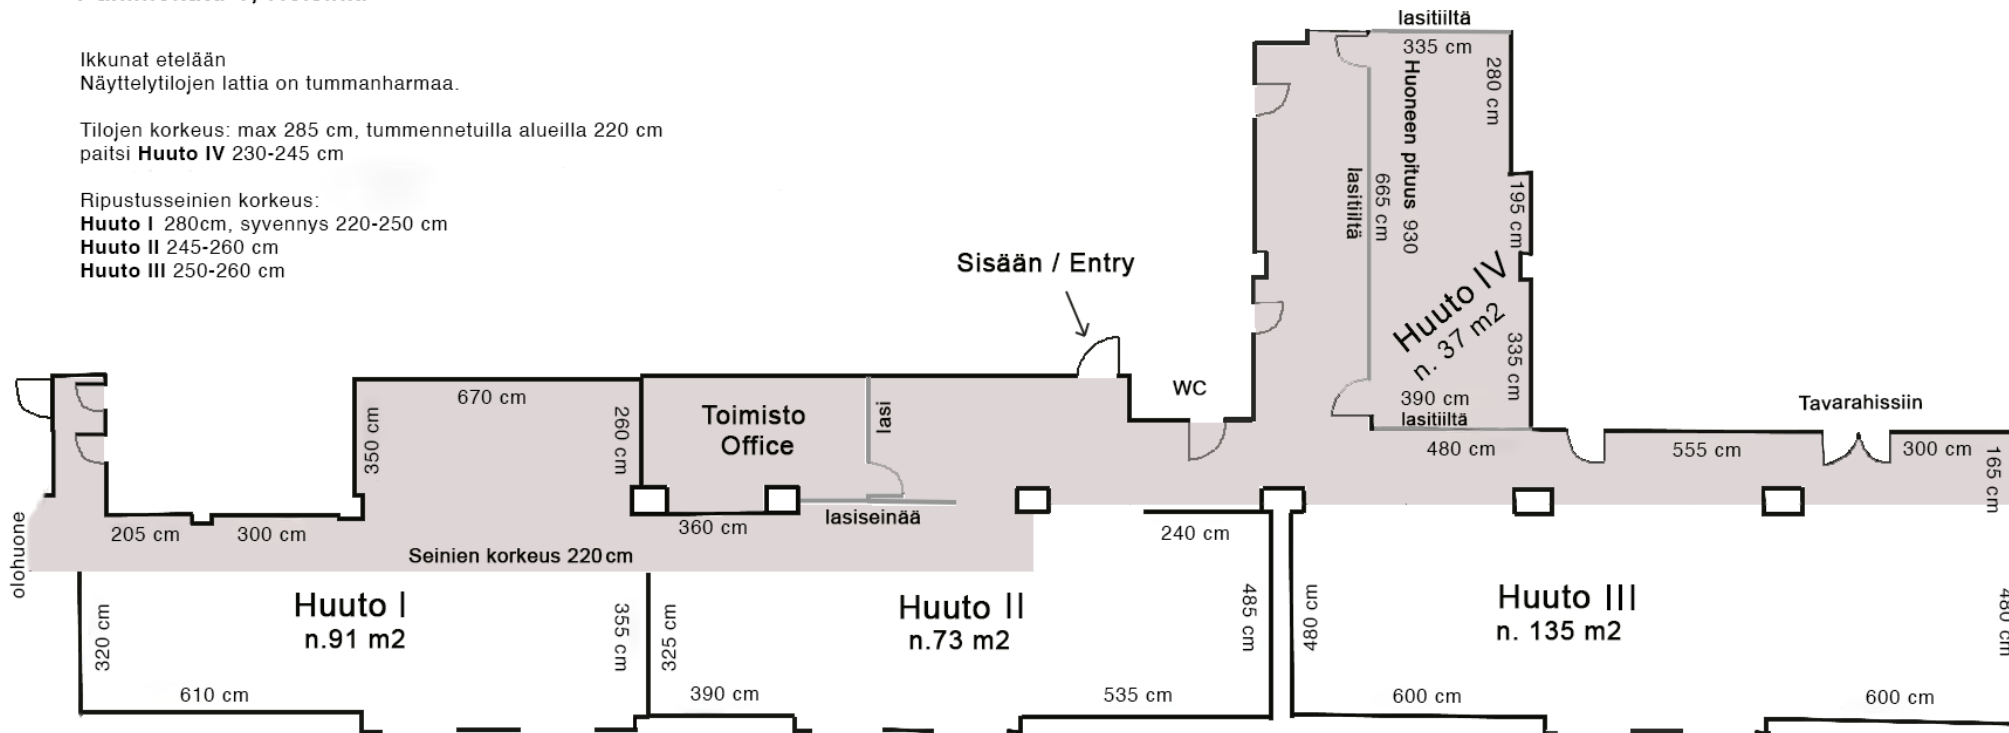 Ikkunat etelään
Näyttelytilojen lattia on tummanharmaa.
Tilojen korkeus: max 285 cm, tummennetuilla alueilla 220 cm
paitsi Huuto IV 230-245 cm
Ripustusseinien korkeus:
Huuto I 280cm, syvennys 220-250 cm
Huuto II 245-260 cm
Huuto III 250-260 cm
Sisään / Entry
lasitiiltä
335 cm
280 cm
Huoneen pituus 930
lasitiiltä
665 cm
195 cm
Huuto IV
n. 37 m2
335 cm
390 cm
lasitiiltä
WC
Tavarahissiin
480 cm
555 cm
300 cm
165 cm
670 cm
350 cm
260 cm
Toimisto
Office
lasi
lasiseinää
360 cm
205 cm
300 cm
olohuone
Seinien korkeus 220 cm
240 cm
Huuto I
n.91 m2
320 cm
355 cm
610 cm
Huuto II
n.73 m2
325 cm
485 cm
390 cm
535 cm
Huuto III
n. 135 m2
480 cm
480 cm
600 cm
600 cm